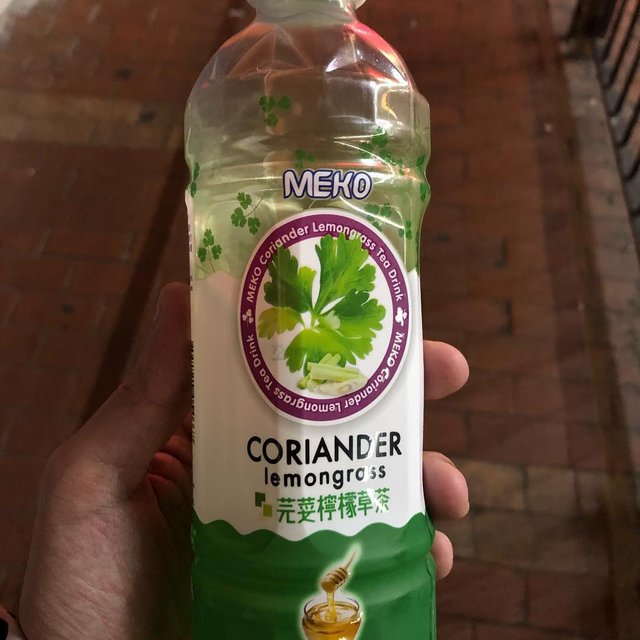 MEKO
MEKO Coriander Lemongrass Tea Drink
MEKO Coriander Lemongrass Tea Drink
CORIANDER
lemongrass
芫荽檸檬草茶